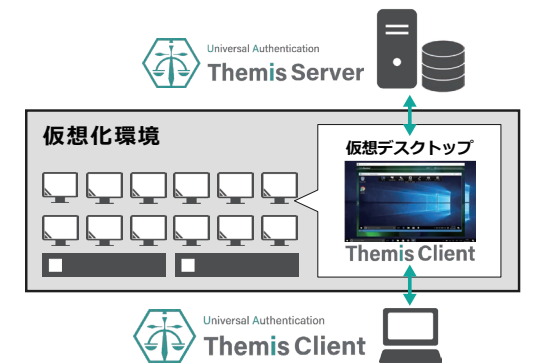 Universal Authentication
Themis Server
仮想化環境
仮想デスクトップ
Themis Client
Universal Authentication
Themis Client